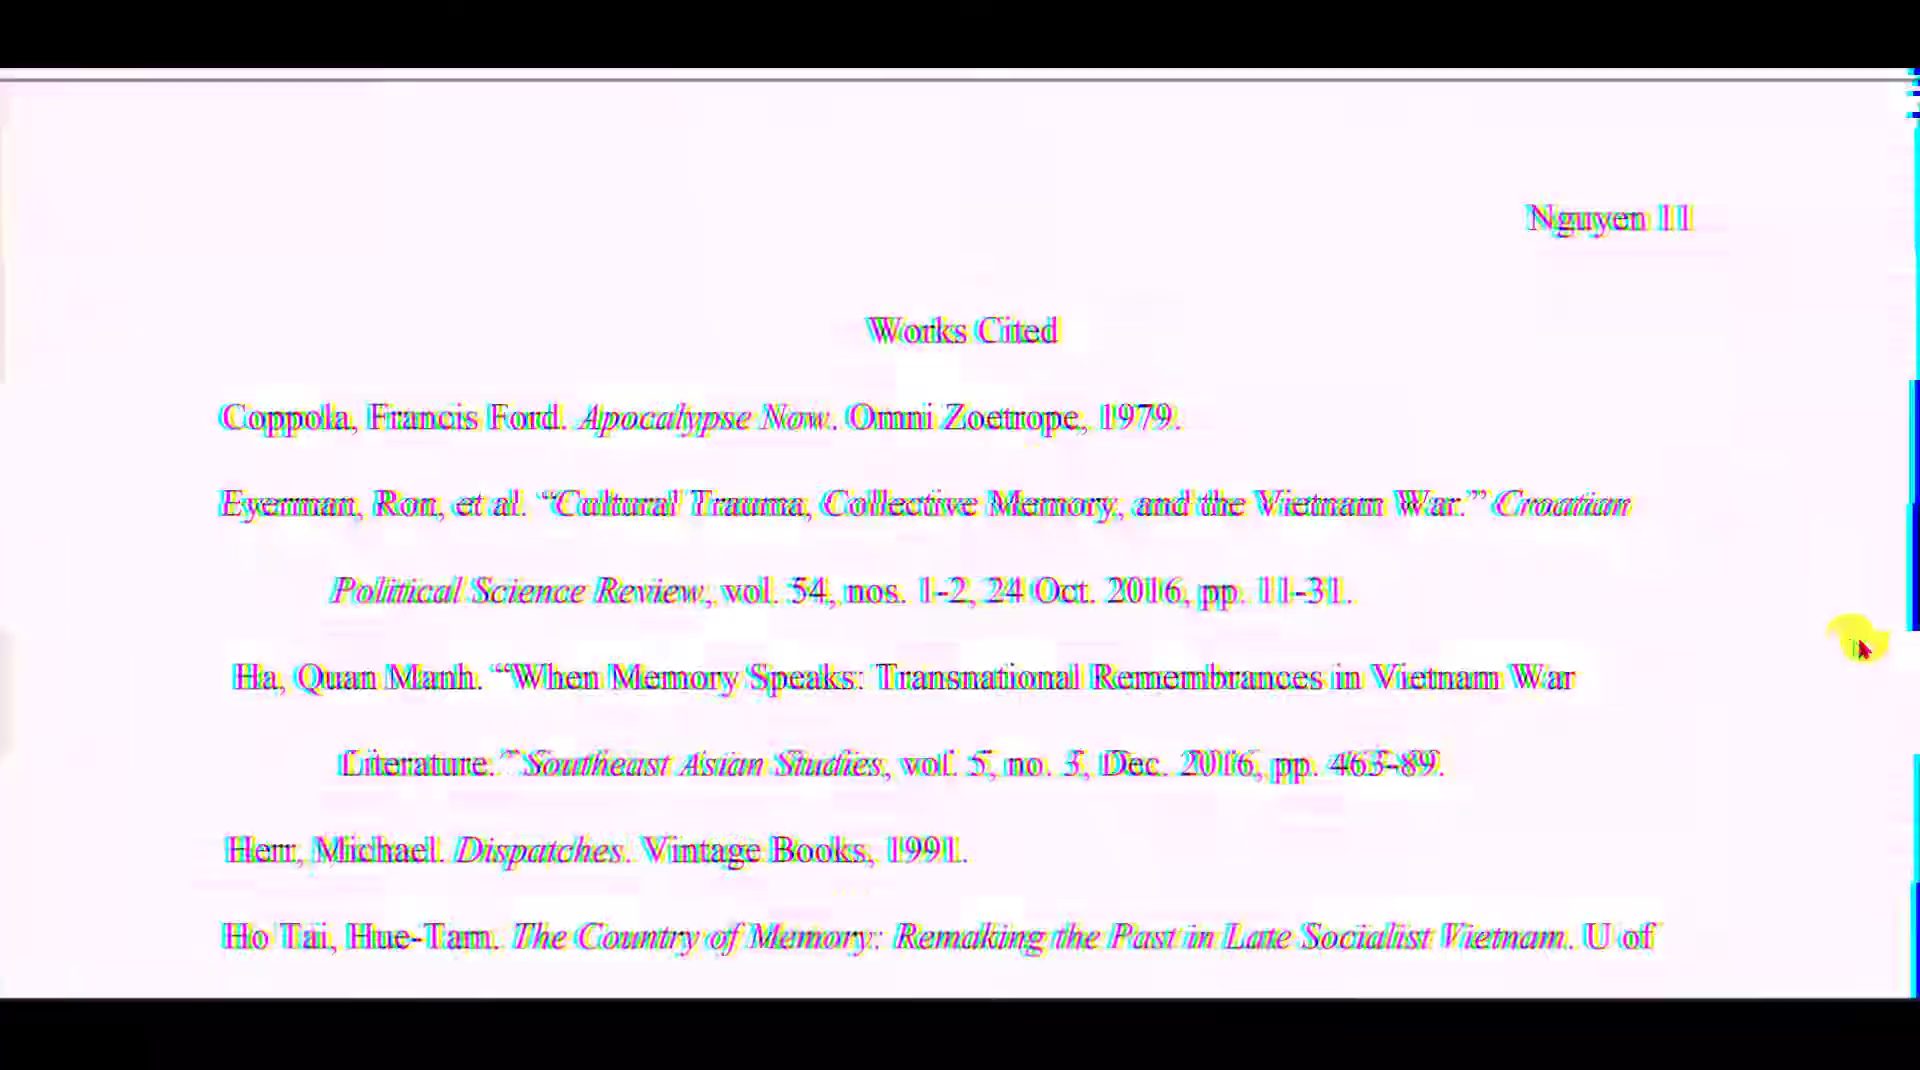 Nguyen 11
Works Cited
Coppola, Francis Ford. Apocalypse Now. Omni Zoetrope, 1979.
Eyerman, Ron, et al. “Cultural Trauma, Collective Memory, and the Vietnam War.” Croatian
Political Science Review, vol. 54, nos. 1-2, 24 Oct. 2016, pp. 11-31.
Ha, Quan Manh. “When Memory Speaks: Transnational Remembrances in Vietnam War
Literature.” Southeast Asian Studies, vol. 5, no. 3, Dec. 2016, pp. 463-89.
Herr, Michael. Dispatches. Vintage Books, 1991.
Ho Tai, Hue-Tam. The Country of Memory: Remaking the Past in Late Socialist Vietnam. U of